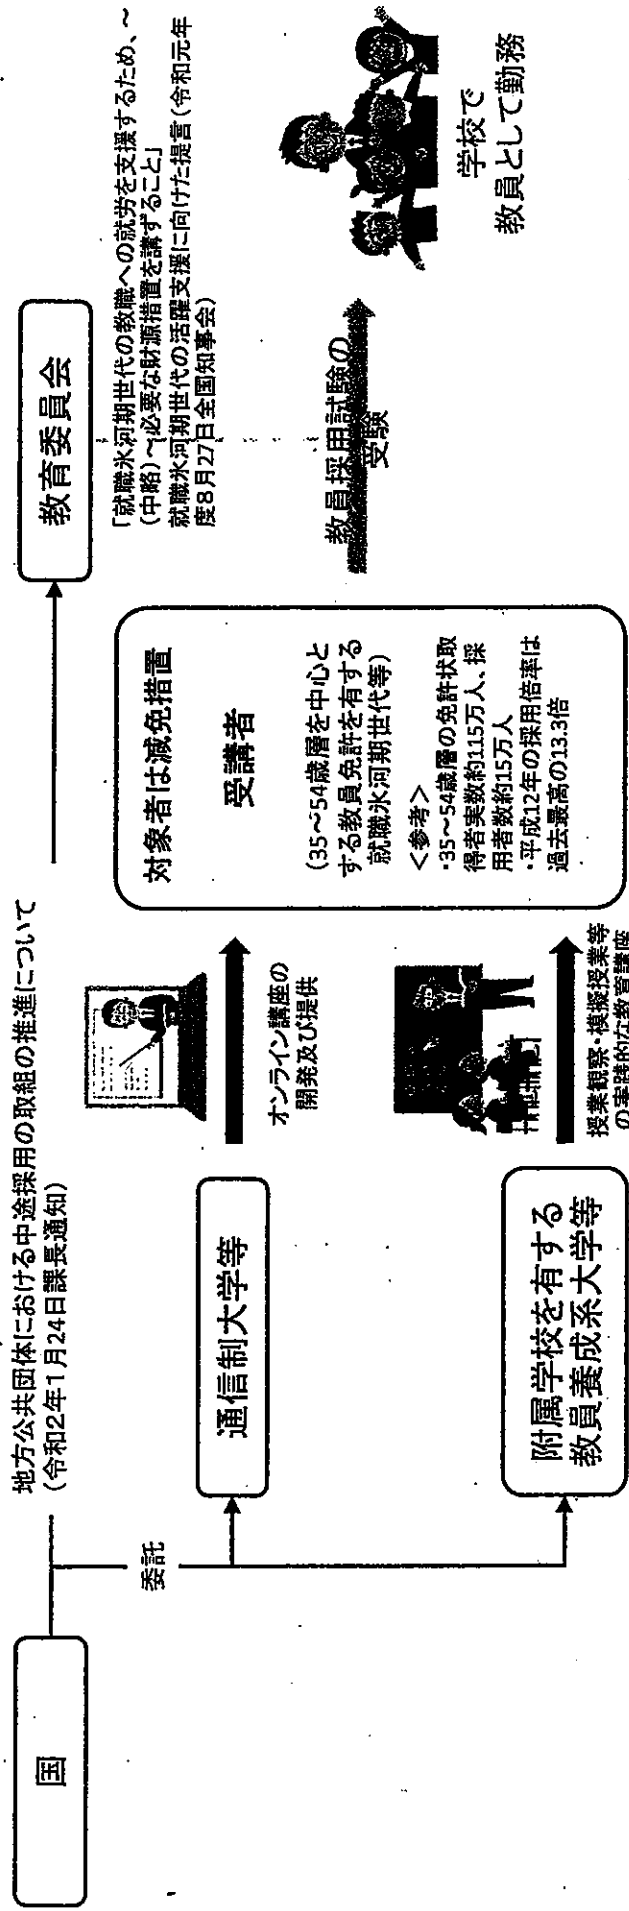 国
地方公共団体における中途採用の取組の推進について
(令和2年1月24日課長通知)
教育委員会
「就職氷河期世代の教職への就労を支援するため、~
(中略)~必要な財源措置を講ずること」
就職氷河期世代の活躍支援に向けた提言(令和元年
度8月27日全国知事会)
委託
通信制大学等
オンライン講座の
開発及び提供
附属学校を有する
教員養成系大学等
授業観察・模擬授業等
の実践的な教育講座
対象者は減免措置
受講者
(35~54歳層を中心と
する教員免許を有する
就職氷河期世代等)
<参考>
・35~54歳層の免許状取
得者実数約115万人、採
用者数約15万人
・平成12年の採用倍率は
過去最高の13.3倍
教員採用試験の
受験
学校で
教員として勤務